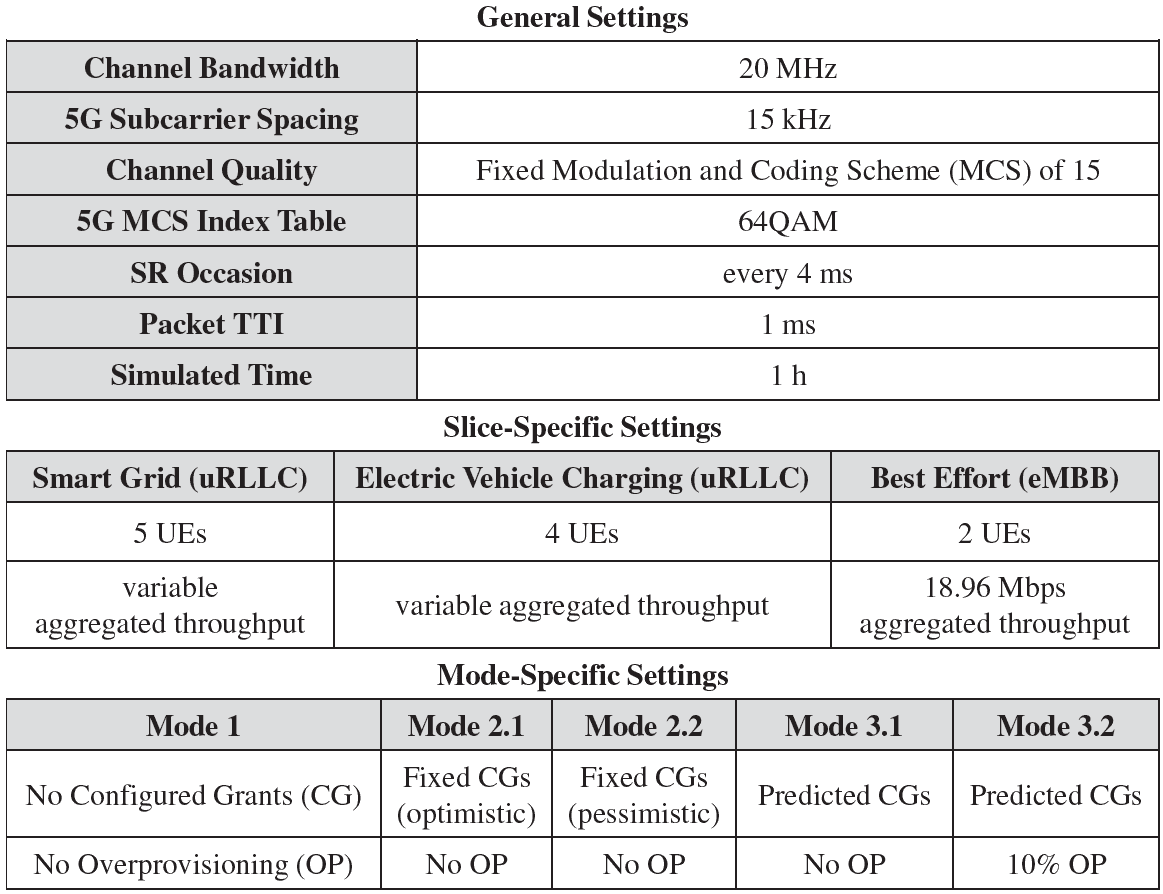 General Settings
Channel Bandwidth
20 MHz
5G Subcarrier Spacing
15 kHz
Channel Quality
Fixed Modulation and Coding Scheme (MCS) of 15
5G MCS Index Table
64QAM
SR Occasion
every 4 ms
Packet TTI
1 ms
Simulated Time
1 h
Slice-Specific Settings
Smart Grid (uRLLC)
Electric Vehicle Charging (uRLLC)
Best Effort (eMBB)
5 UEs
4 UEs
2 UEs
variable
aggregated throughput
variable aggregated throughput
18.96 Mbps
aggregated throughput
Mode-Specific Settings
Mode 1
Mode 2.1
Mode 2.2
Mode 3.1
Mode 3.2
No Configured Grants (CG)
Fixed CGs
(optimistic)
Fixed CGs
(pessimistic)
Predicted CGs
Predicted CGs
No Overprovisioning (OP)
No OP
No OP
No OP
10% OP